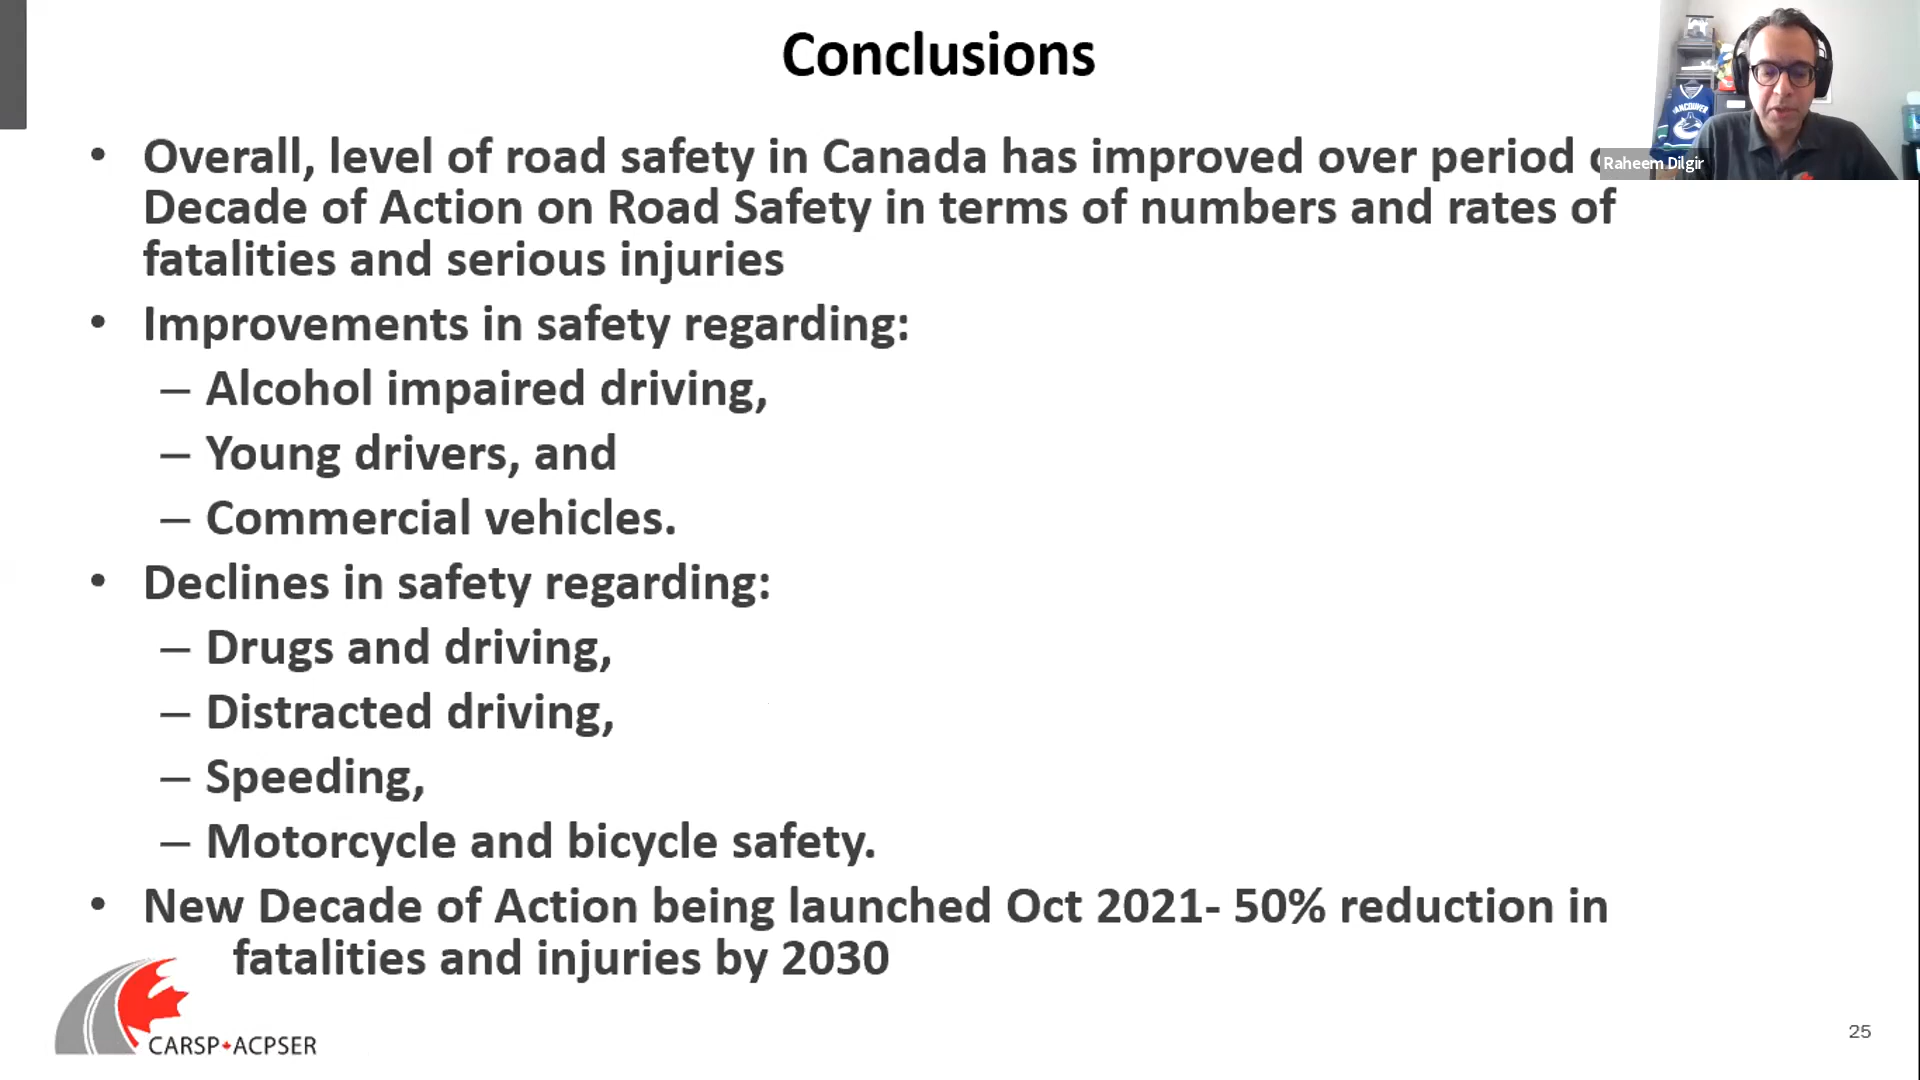 Conclusions
• Overall, level of road safety in Canada has improved over period
Raheem Dilgir
VANCOUVER
Decade of Action on Road Safety in terms of numbers and rates of
fatalities and serious injuries
• Improvements in safety regarding:
– Alcohol impaired driving,
– Young drivers, and
– Commercial vehicles.
• Declines in safety regarding:
– Drugs and driving,
– Distracted driving,
– Speeding,
– Motorcycle and bicycle safety.
• New Decade of Action being launched Oct 2021- 50% reduction in
fatalities and injuries by 2030
CARSP ACPSER
25